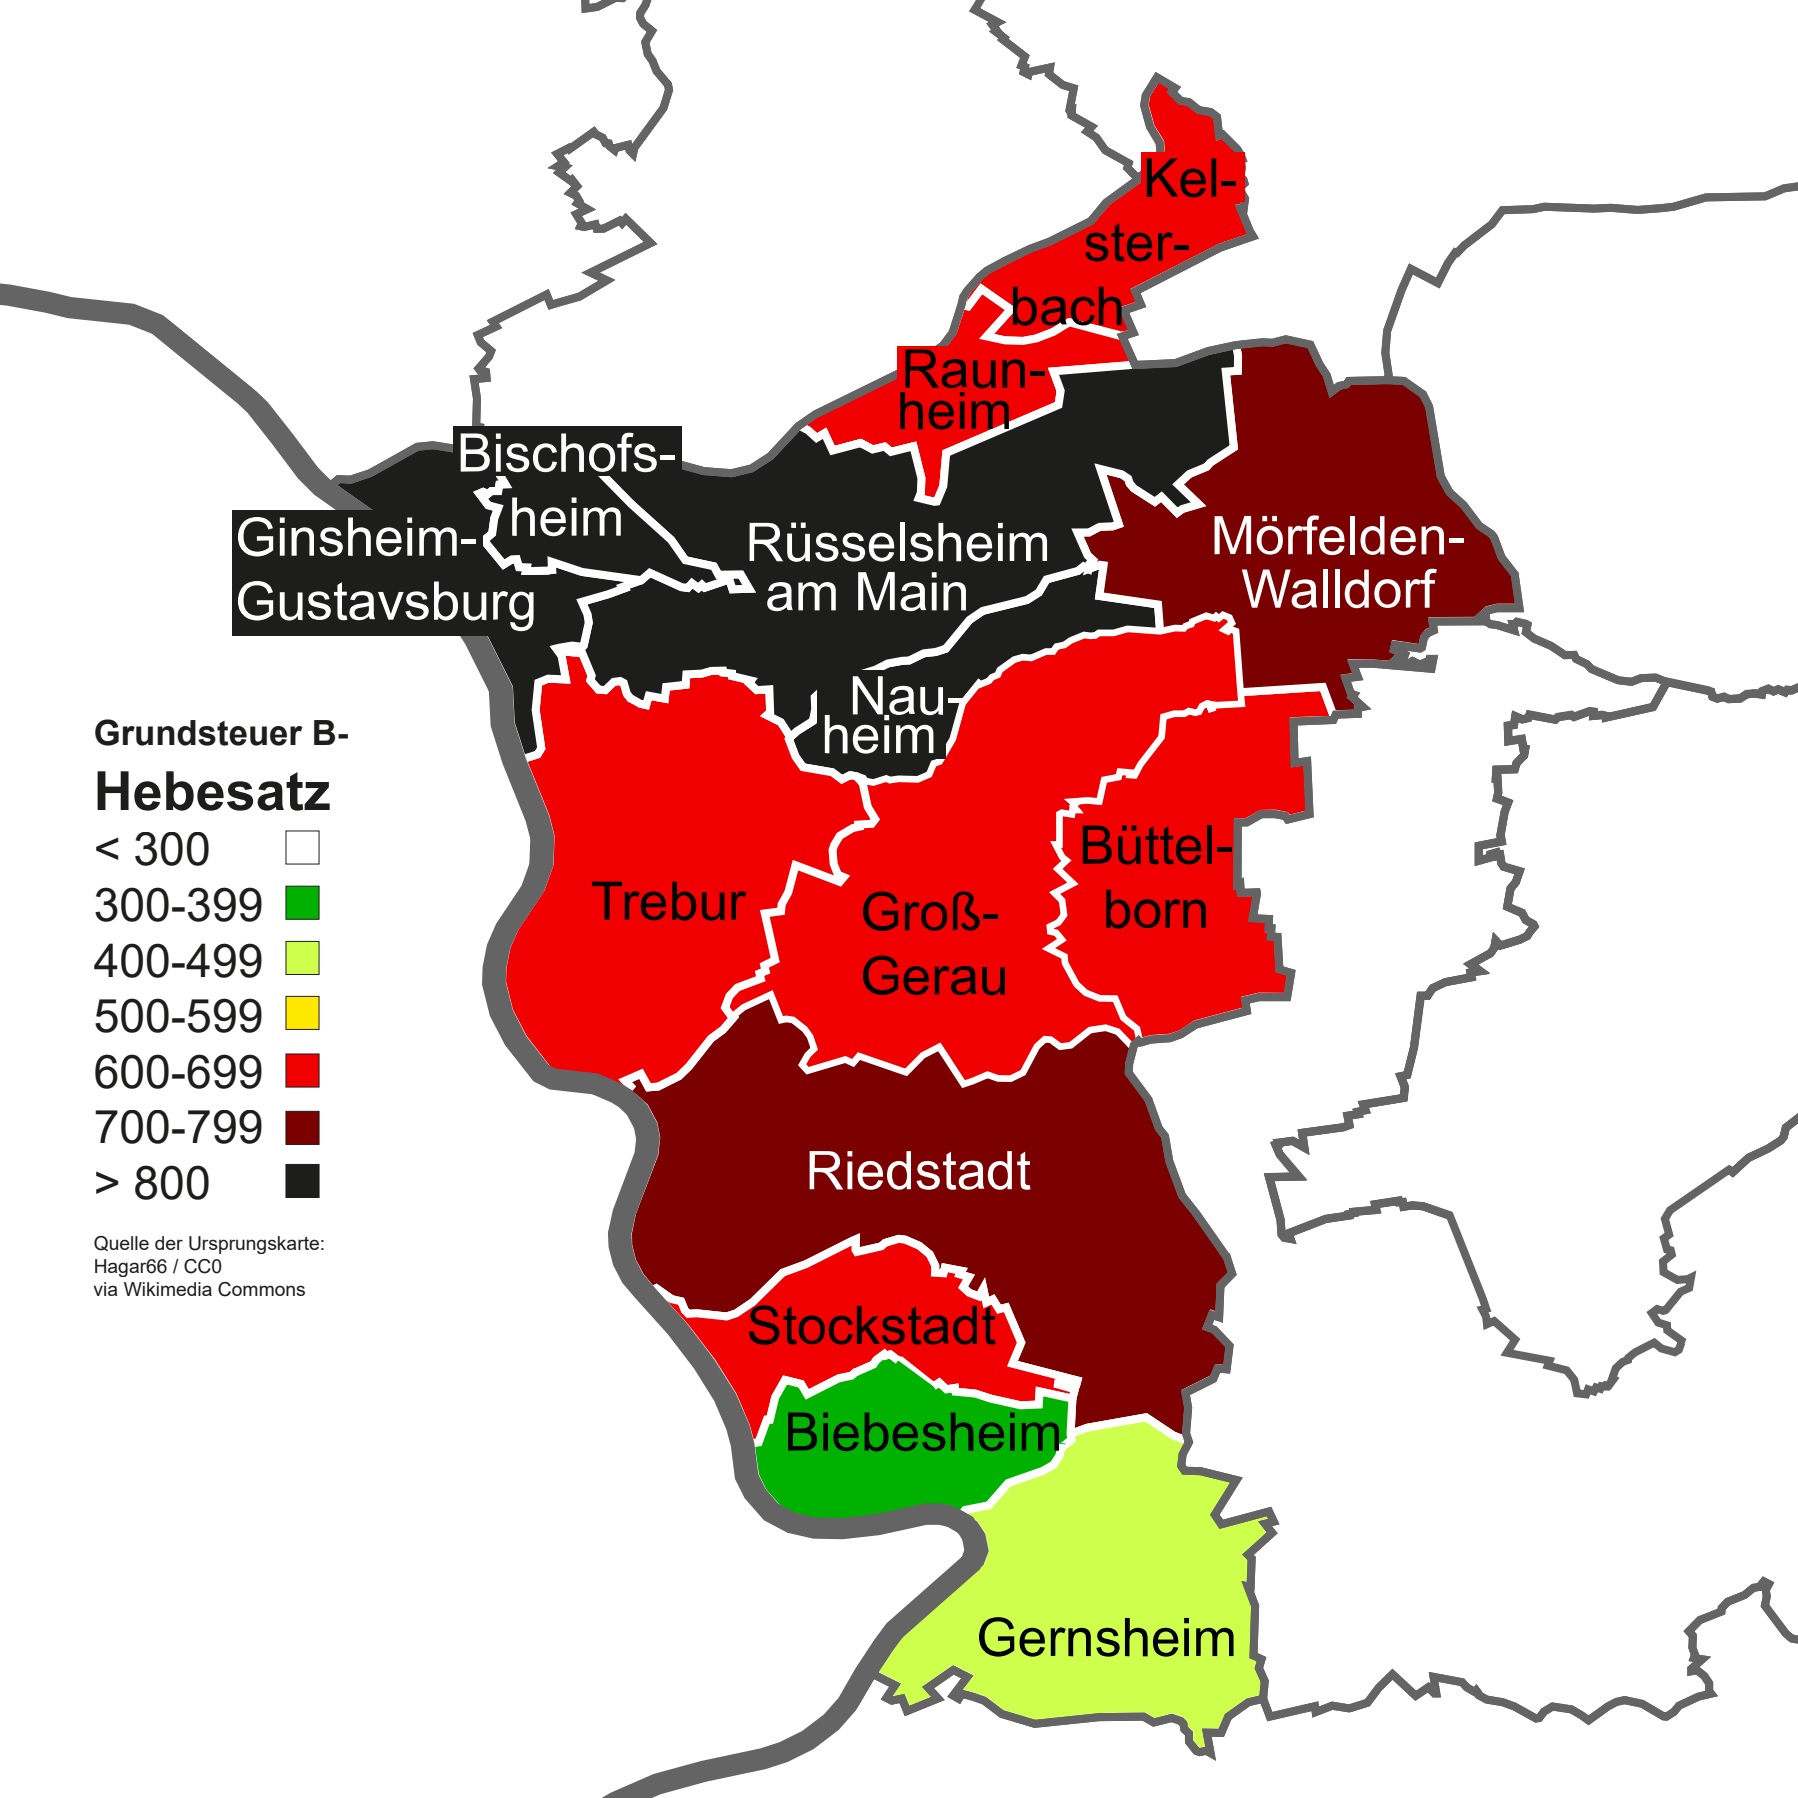 Kel-
ster-
bach
Raun-
heim
Bischofs-
heim
Ginsheim-
Gustavsburg
Rüsselsheim
am Main
Mörfelden-
Walldorf
Nau-
heim
Grundsteuer B-
Hebesatz
< 300
300-399
400-499
500-599
600-699
700-799
> 800
Quelle der Ursprungskarte:
Hagar66 / CC0
via Wikimedia Commons
Trebur
Groß-
Gerau
Büttel-
born
Riedstadt
Stockstadt
Biebesheim
Gernsheim